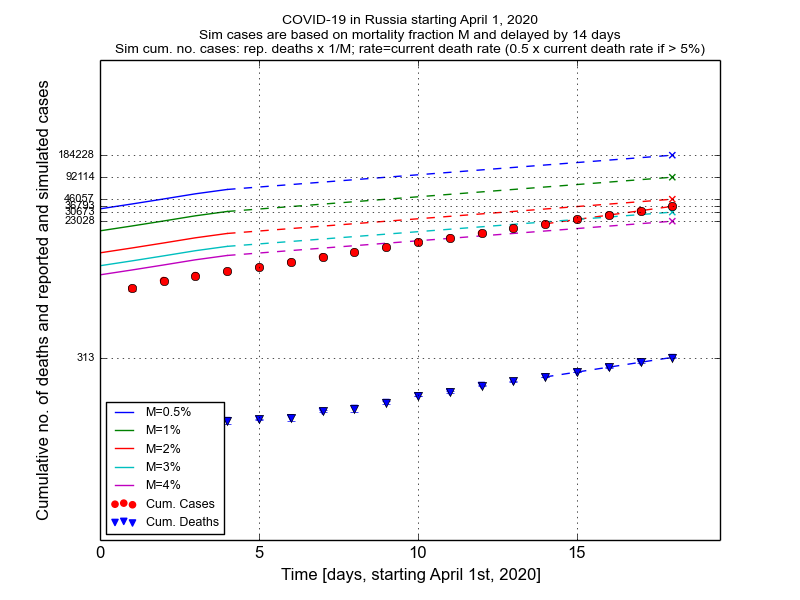 COVID-19 in Russia starting April 1, 2020
Sim cases are based on mortality fraction M and delayed by 14 days
Sim cum. no. cases: rep. deaths x 1/M; rate=current death rate (0.5 x current death rate if > 5%)
Cumulative no. of deaths and reported and simulated cases
184228
92114
46057
36793
30673
23028
313
M=0.5%
M=1%
M=2%
M=3%
M=4%
Cum. Cases
Cum. Deaths
0 5 10 15
Time [days, starting April 1st, 2020]